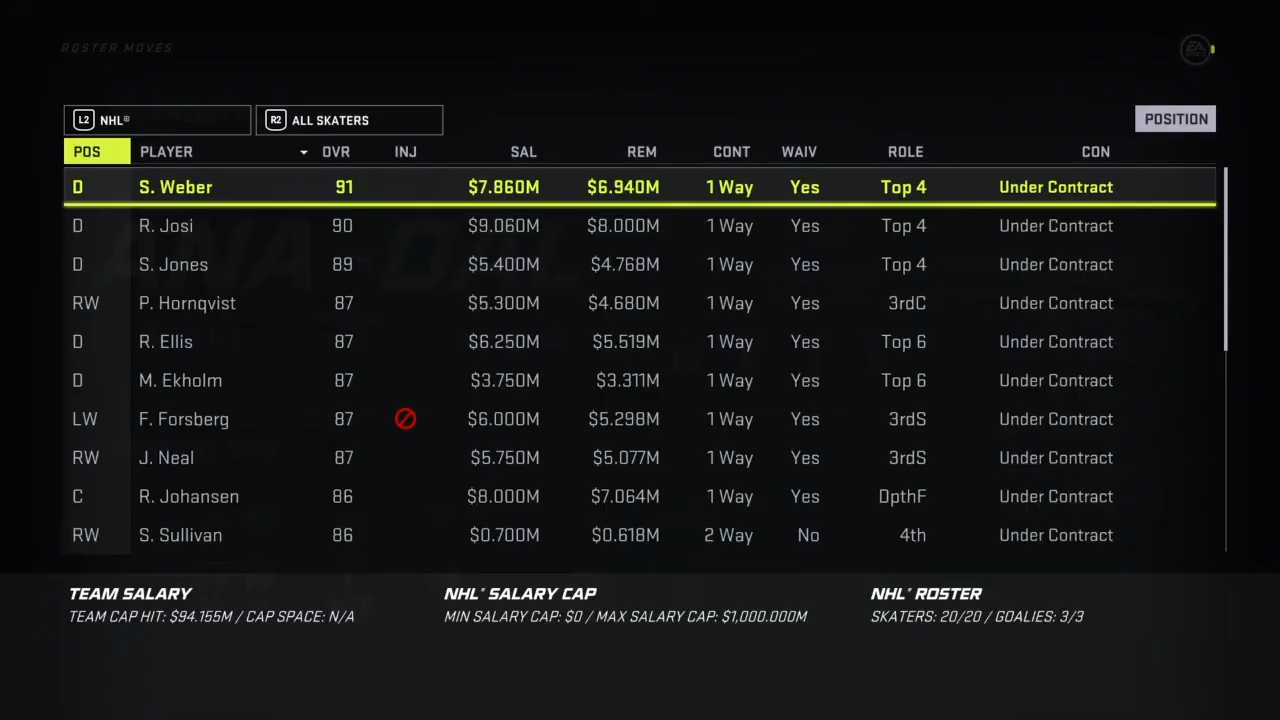 ROSTER MOVES
EA
L2 NHL® R2 ALL SKATERS POSITION
POS PLAYER OVR INJ SAL REM CONT WAIV ROLE CON
D S. Weber 91 $7.860M $6.940M 1 Way Yes Top 4 Under Contract
D R. Josi 90 $9.060M $8.000M 1 Way Yes Top 4 Under Contract
D S. Jones 89 $5.400M $4.768M 1 Way Yes Top 4 Under Contract
RW P. Hornqvist 87 $5.300M $4.680M 1 Way Yes 3rdC Under Contract
D R. Ellis 87 $6.250M $5.519M 1 Way Yes Top 6 Under Contract
D M. Ekholm 87 $3.750M $3.311M 1 Way Yes Top 6 Under Contract
LW F. Forsberg 87 $6.000M $5.298M 1 Way Yes 3rdS Under Contract
RW J. Neal 87 $5.750M $5.077M 1 Way Yes 3rdS Under Contract
C R. Johansen 86 $8.000M $7.064M 1 Way Yes DpthF Under Contract
RW S. Sullivan 86 $0.700M $0.618M 2 Way No 4th Under Contract
TEAM SALARY NHL® SALARY CAP NHL® ROSTER
TEAM CAP HIT: $94.155M / CAP SPACE: N/A MIN SALARY CAP: $0 / MAX SALARY CAP: $1,000.000M SKATERS: 20/20 / GOALIES: 3/3